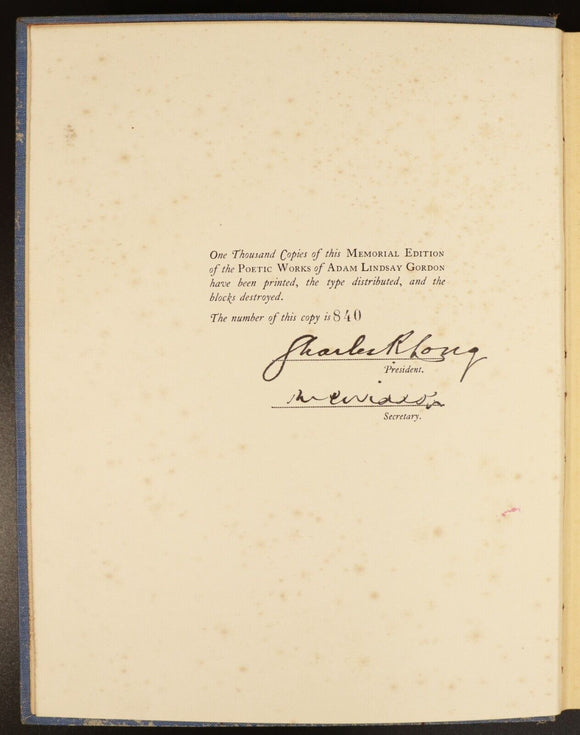 One Thousand Copies of this MEMORIAL EDITION
of the POETIC WORKS of ADAM LINDSAY GORDON
have been printed, the type distributed, and the
blocks destroyed.
The number of this copy is 840
Charles R Long
President.
Secretary.